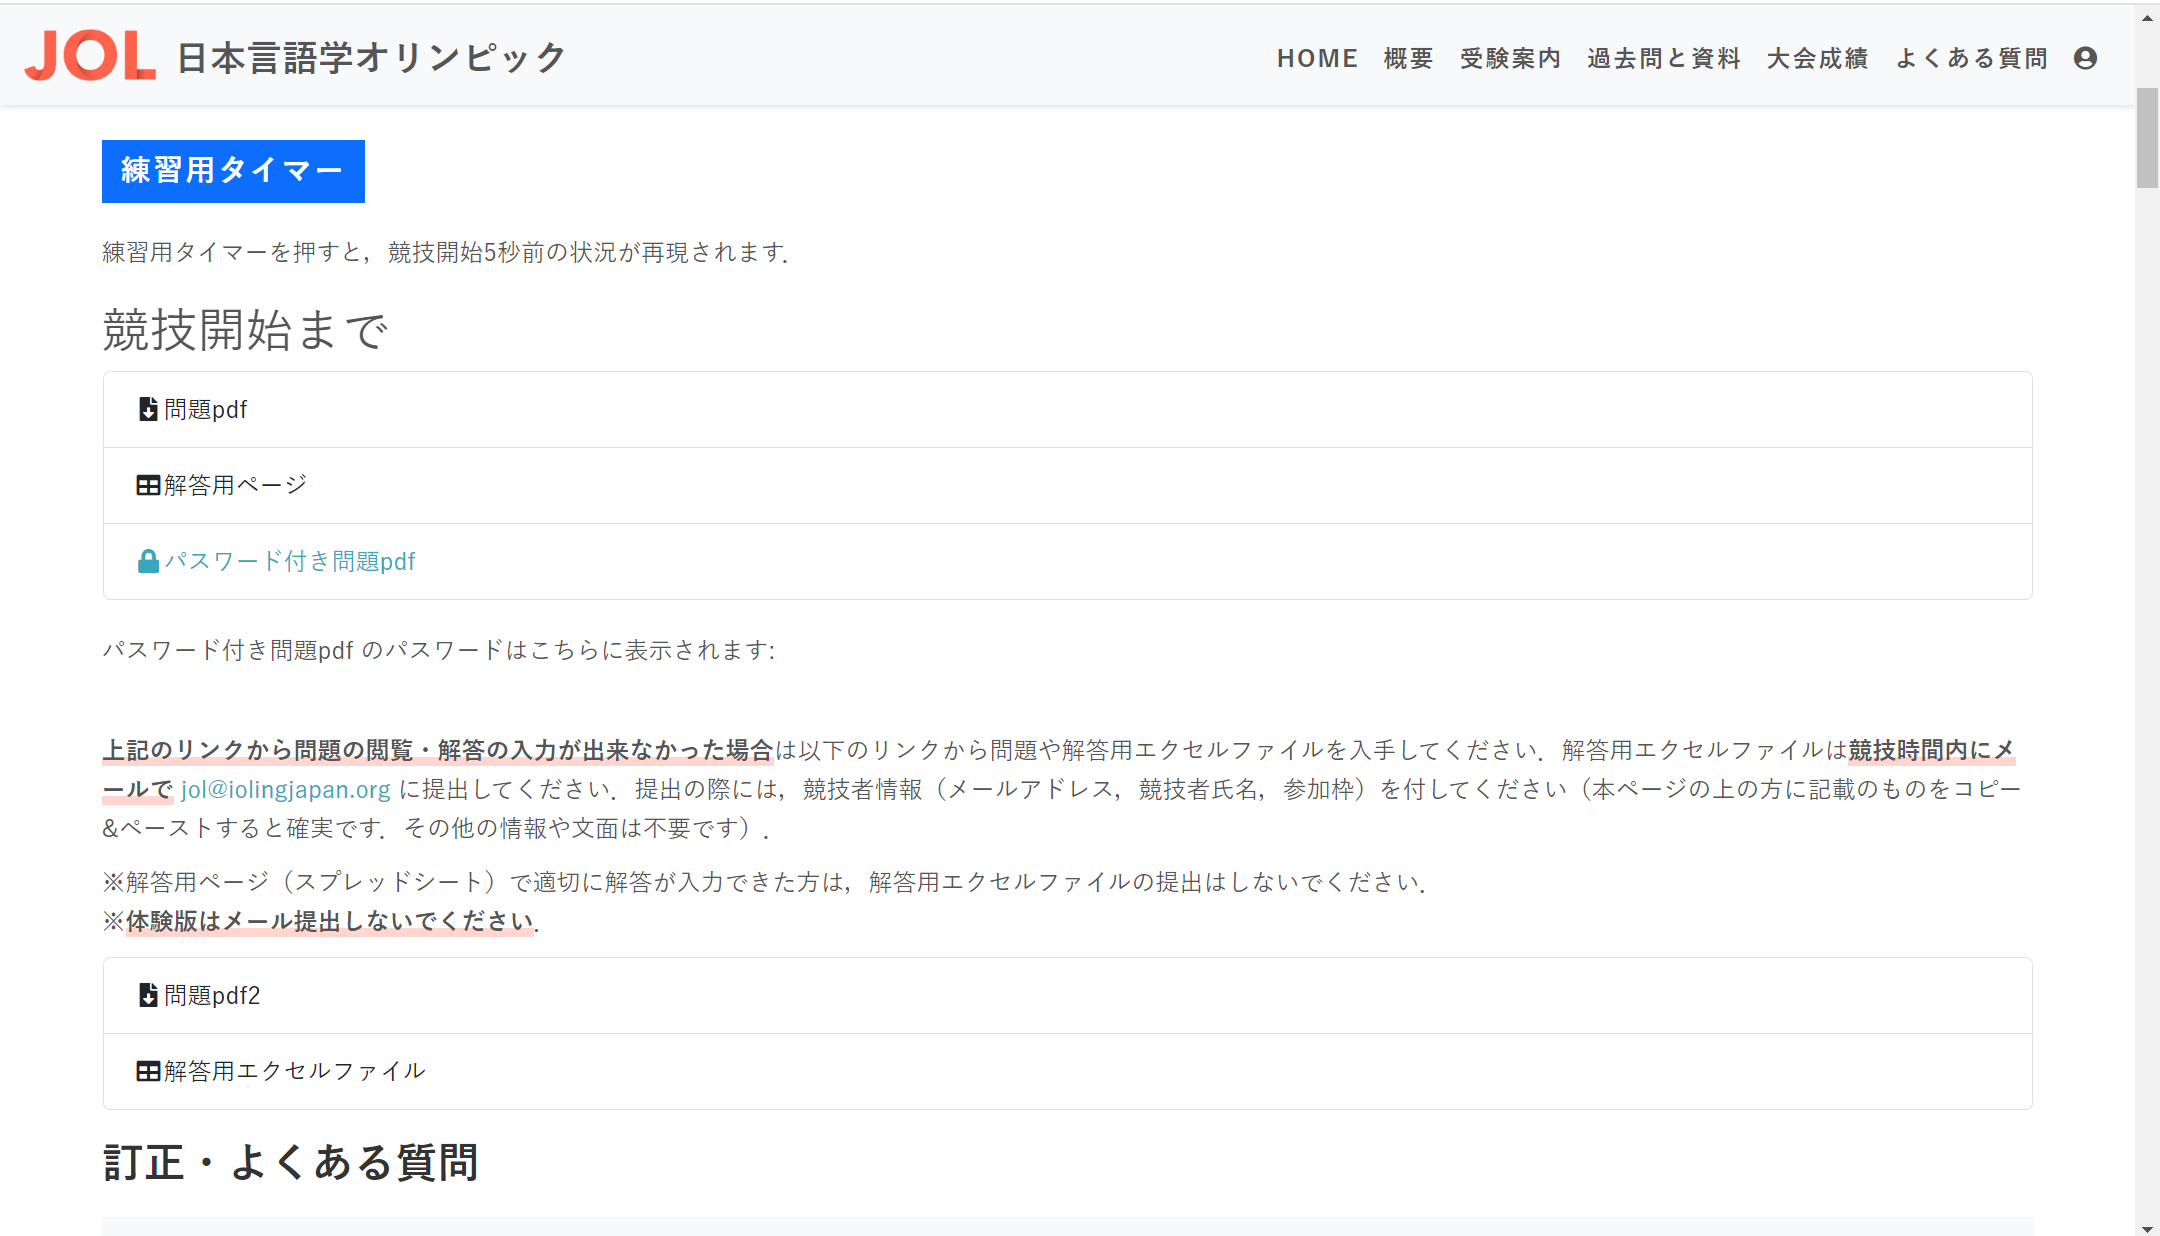 JOL 日本言語学オリンピック HOME 概要 受験案内 過去問と資料 大会成績 よくある質問
練習用タイマー
練習用タイマーを押すと，競技開始5秒前の状況が再現されます．
競技開始まで
問題pdf
解答用ページ
パスワード付き問題pdf
パスワード付き問題pdf のパスワードはこちらに表示されます:
上記のリンクから問題の閲覧・解答の入力が出来なかった場合は以下のリンクから問題や解答用エクセルファイルを入手してください．解答用エクセルファイルは競技時間内にメ
ールで jol@iolingjapan.org に提出してください．提出の際には，競技者情報（メールアドレス，競技者氏名，参加枠）を付してください（本ページの上の方に記載のものをコピー
&ペーストすると確実です．その他の情報や文面は不要です）．
※解答用ページ（スプレッドシート）で適切に解答が入力できた方は，解答用エクセルファイルの提出はしないでください．
※体験版はメール提出しないでください．
問題pdf2
解答用エクセルファイル
訂正・よくある質問